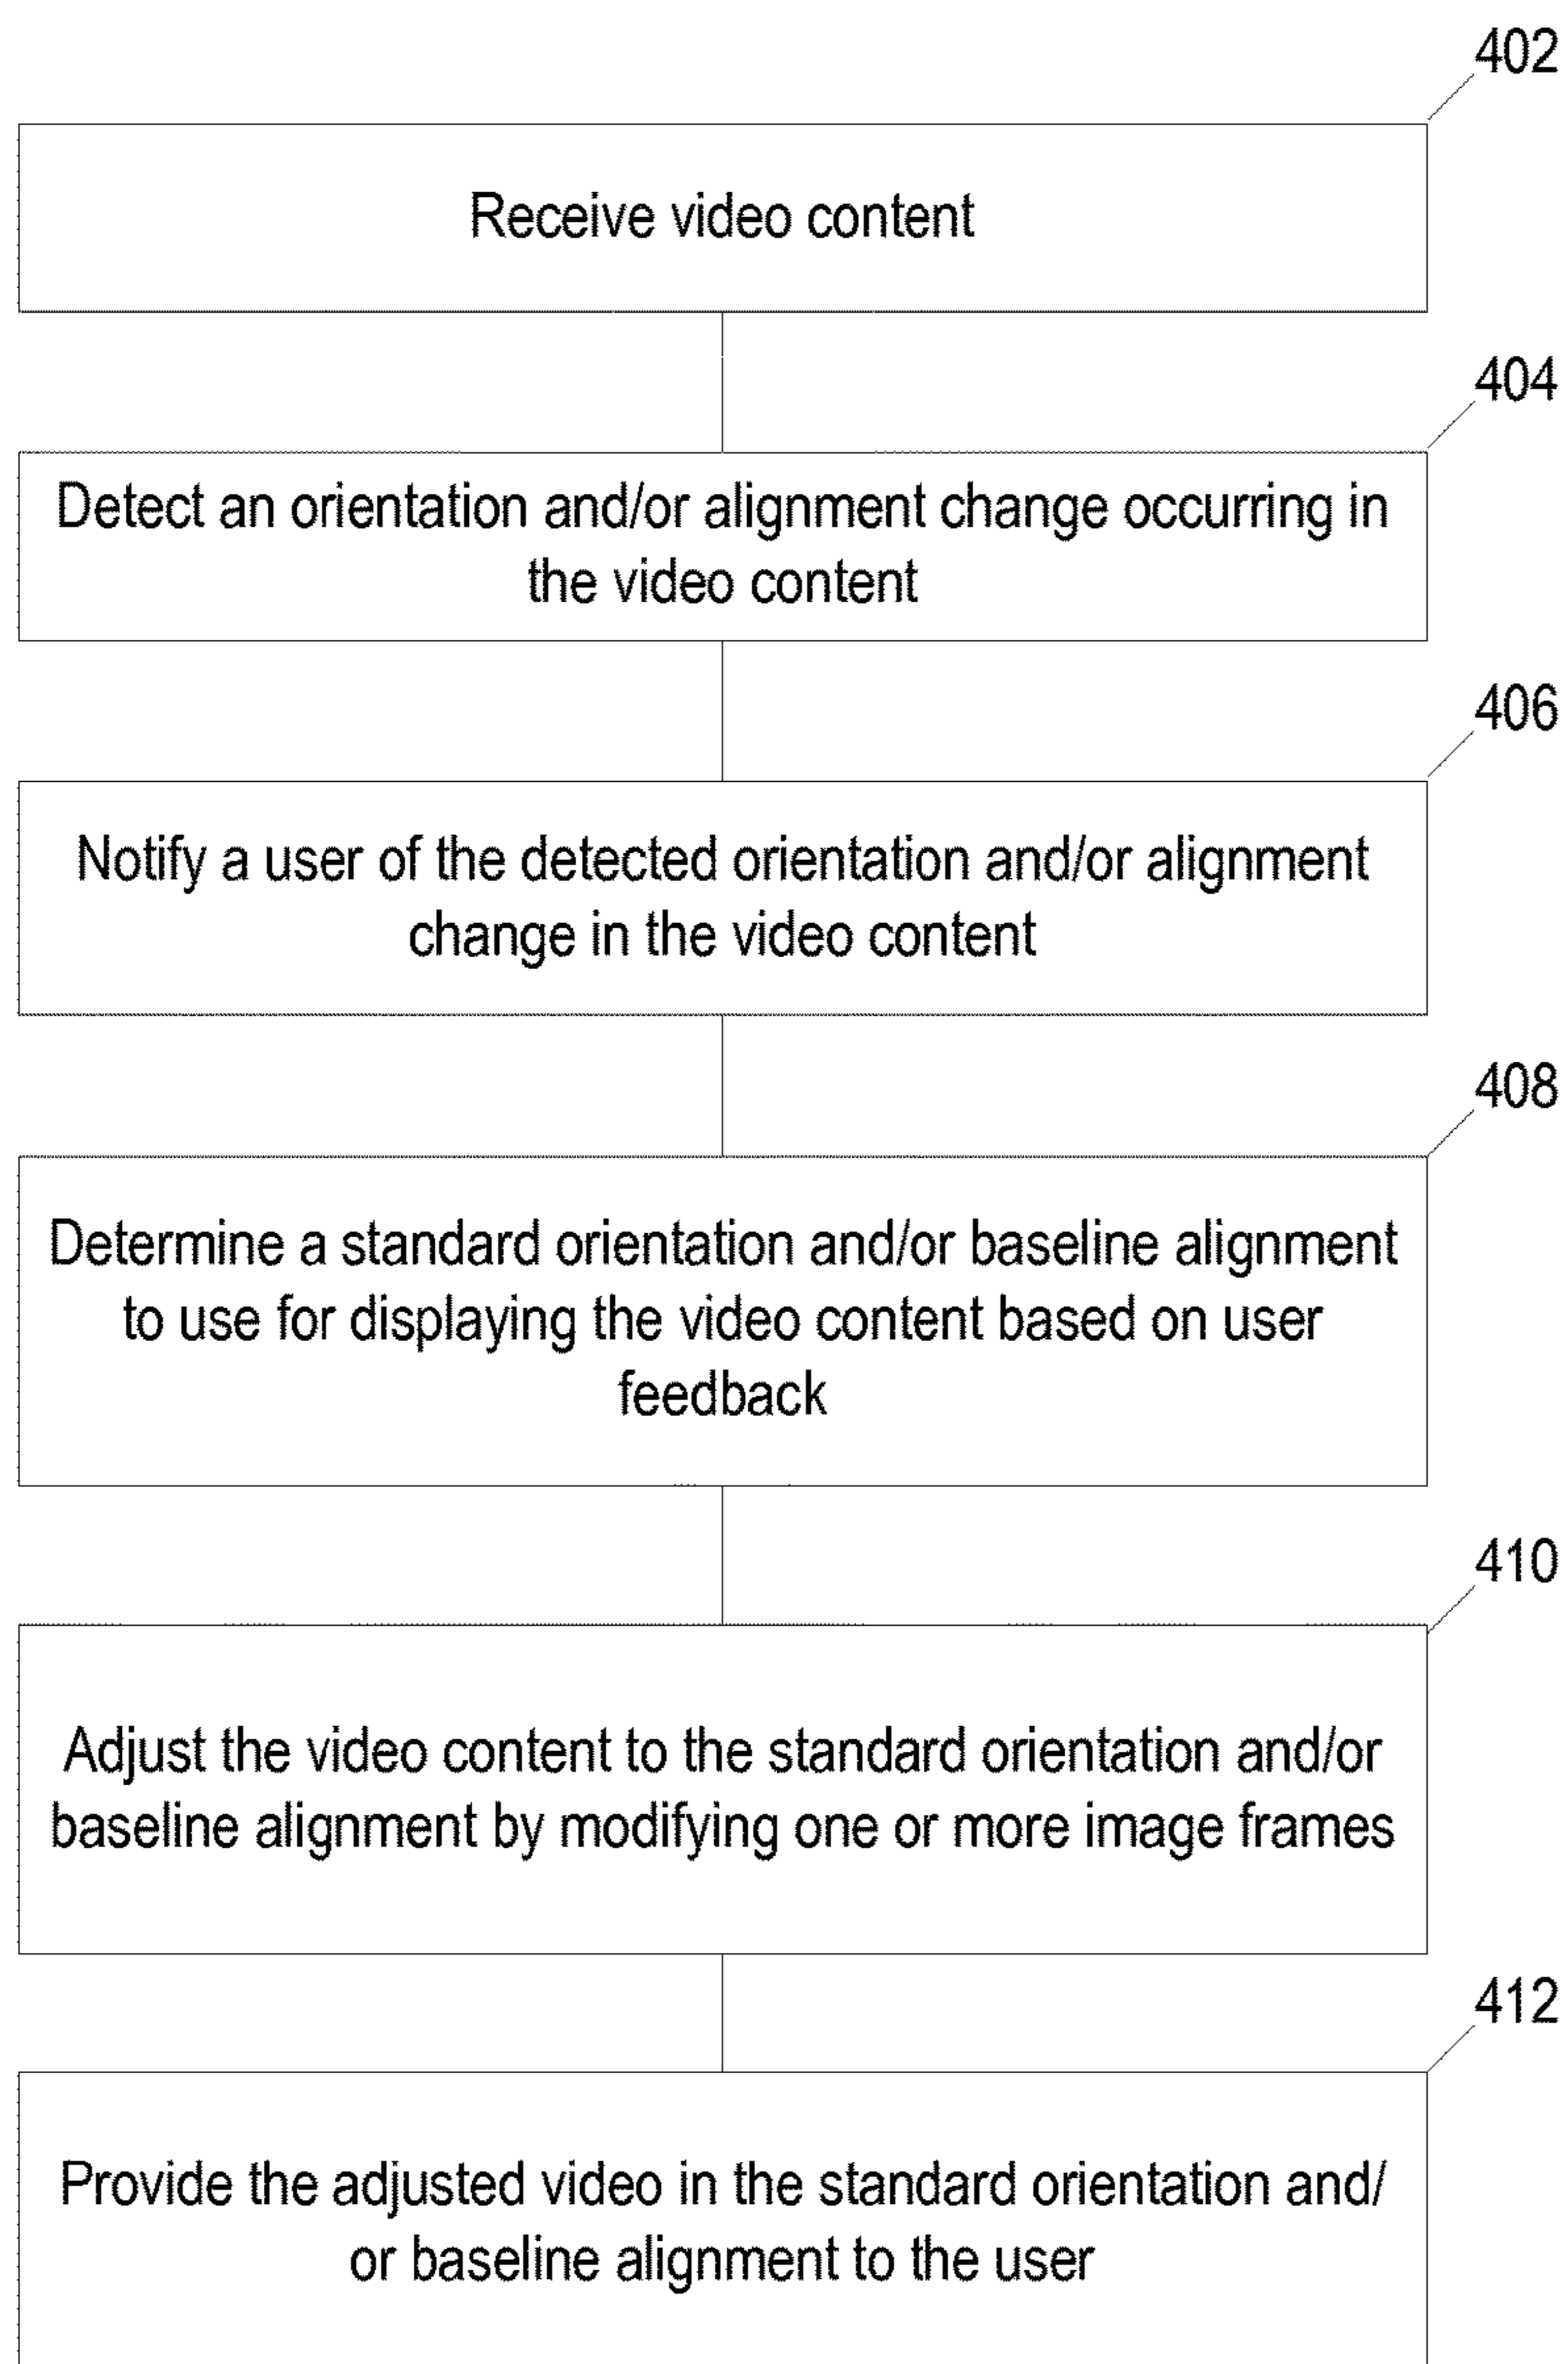 402
Receive video content
404
Detect an orientation and/or alignment change occurring in
the video content
406
Notify a user of the detected orientation and/or alignment
change in the video content
408
Determine a standard orientation and/or baseline alignment
to use for displaying the video content based on user
feedback
410
Adjust the video content to the standard orientation and/or
baseline alignment by modifying one or more image frames
412
Provide the adjusted video in the standard orientation and/
or baseline alignment to the user